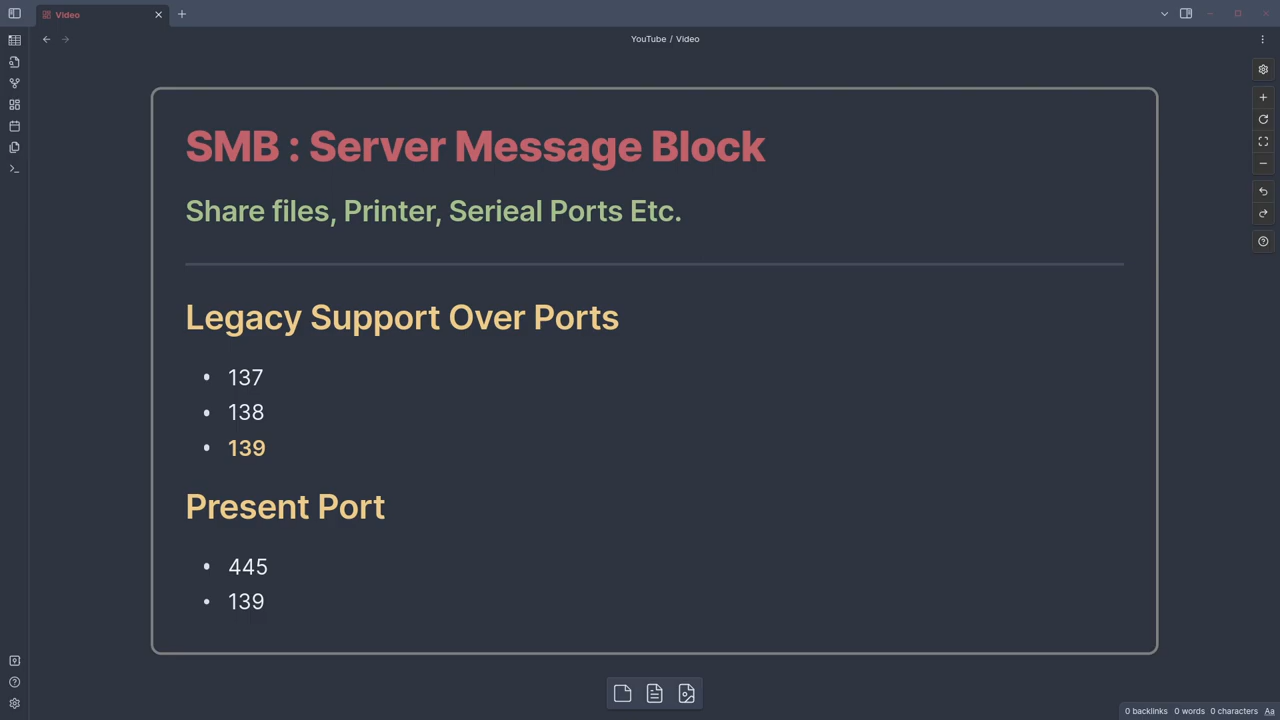 Video
YouTube / Video
SMB : Server Message Block
Share files, Printer, Serieal Ports Etc.
Legacy Support Over Ports
• 137
• 138
• 139
Present Port
• 445
• 139
0 backlinks 0 words 0 characters Aa